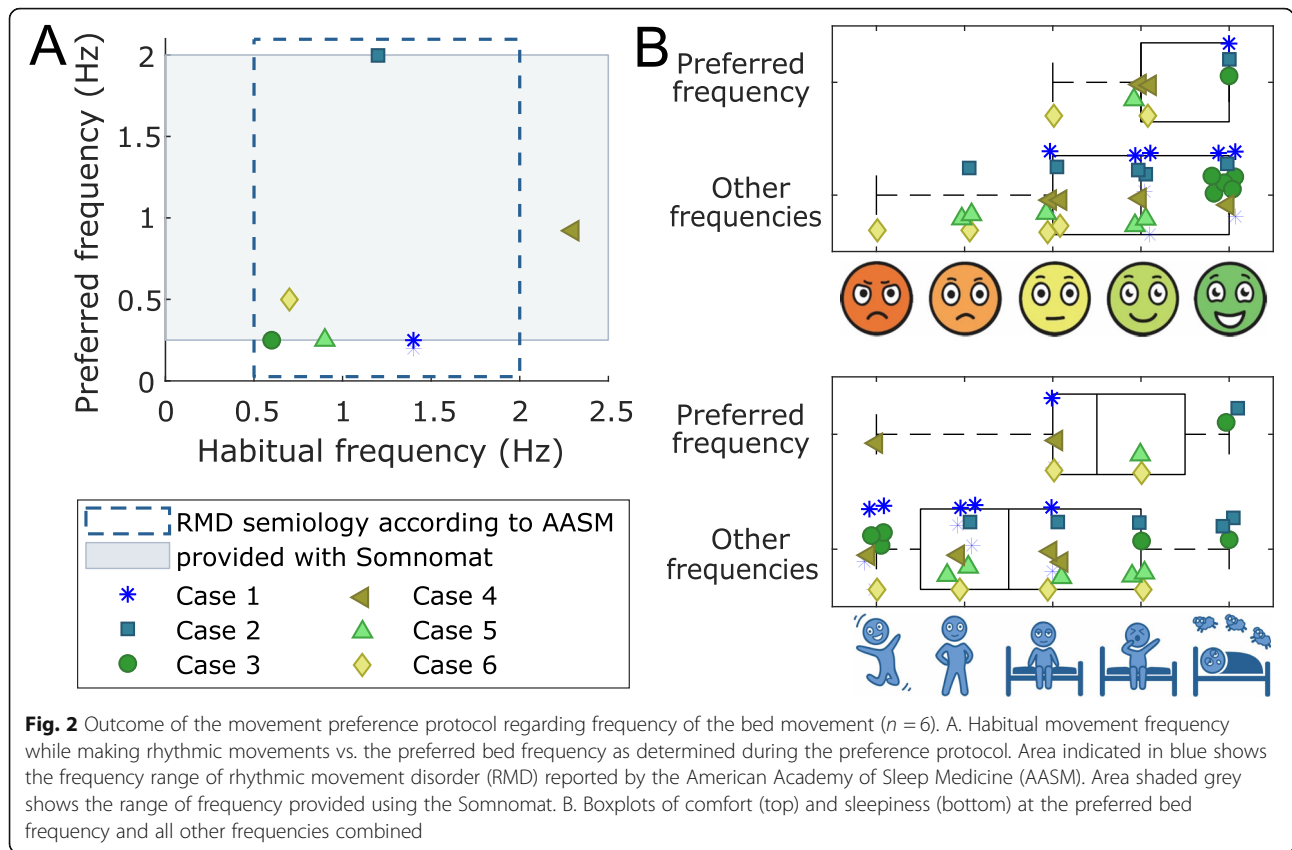 A
Preferred frequency (Hz)
2
1.5
1
0.5
0
0
0.5
1
1.5
2
2.5
Habitual frequency (Hz)
RMD semiology according to AASM
provided with Somnomat
Case 1
Case 2
Case 3
Case 4
Case 5
Case 6
B
Preferred
frequency
Other
frequencies
Preferred
frequency
Other
frequencies
Fig. 2 Outcome of the movement preference protocol regarding frequency of the bed movement (n = 6). A. Habitual movement frequency
while making rhythmic movements vs. the preferred bed frequency as determined during the preference protocol. Area indicated in blue shows
the frequency range of rhythmic movement disorder (RMD) reported by the American Academy of Sleep Medicine (AASM). Area shaded grey
shows the range of frequency provided using the Somnomat. B. Boxplots of comfort (top) and sleepiness (bottom) at the preferred bed
frequency and all other frequencies combined